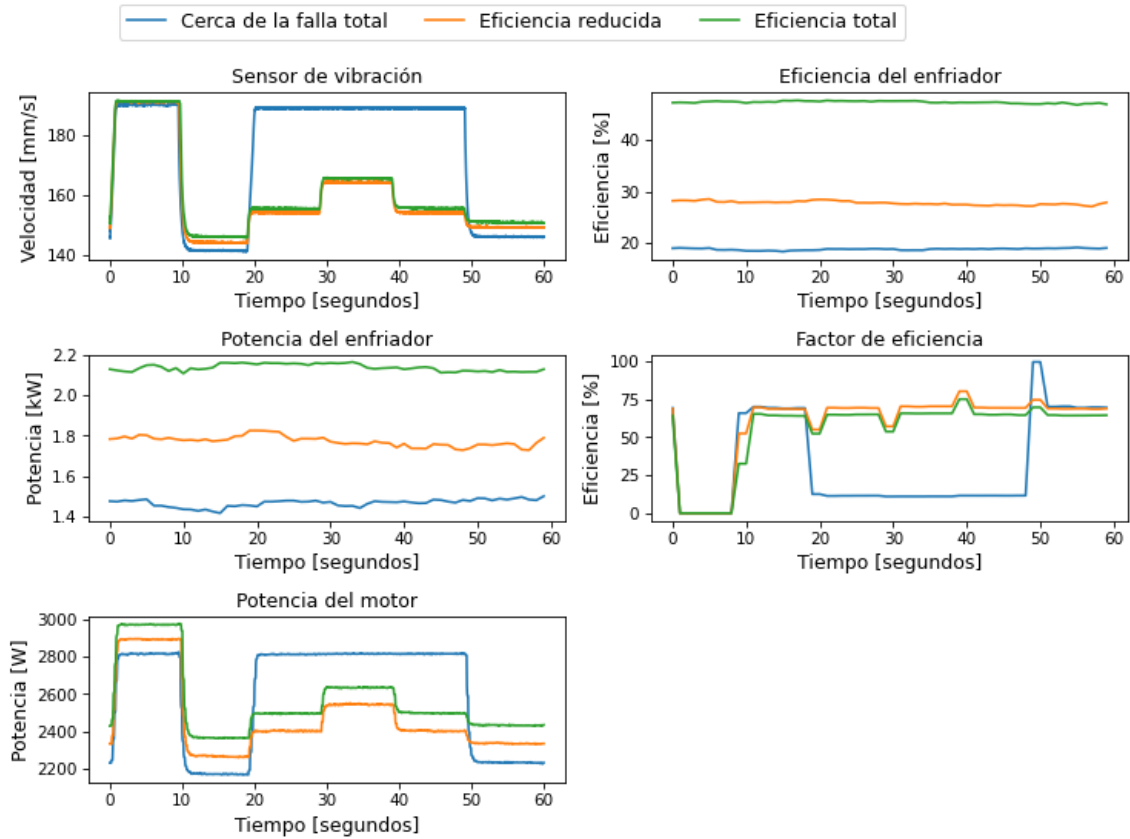 Cerca de la falla total Eficiencia reducida Eficiencia total
Sensor de vibración
Velocidad [mm/s]
180
160
140
0 10 20 30 40 50 60
Tiempo [segundos]
Eficiencia del enfriador
Eficiencia [%]
40
30
20
0 10 20 30 40 50 60
Tiempo [segundos]
Potencia del enfriador
Potencia [kW]
2.2
2.0
1.8
1.6
1.4
0 10 20 30 40 50 60
Tiempo [segundos]
Factor de eficiencia
Eficiencia [%]
100
75
50
25
0
0 10 20 30 40 50 60
Tiempo [segundos]
Potencia del motor
Potencia [W]
3000
2800
2600
2400
2200
0 10 20 30 40 50 60
Tiempo [segundos]